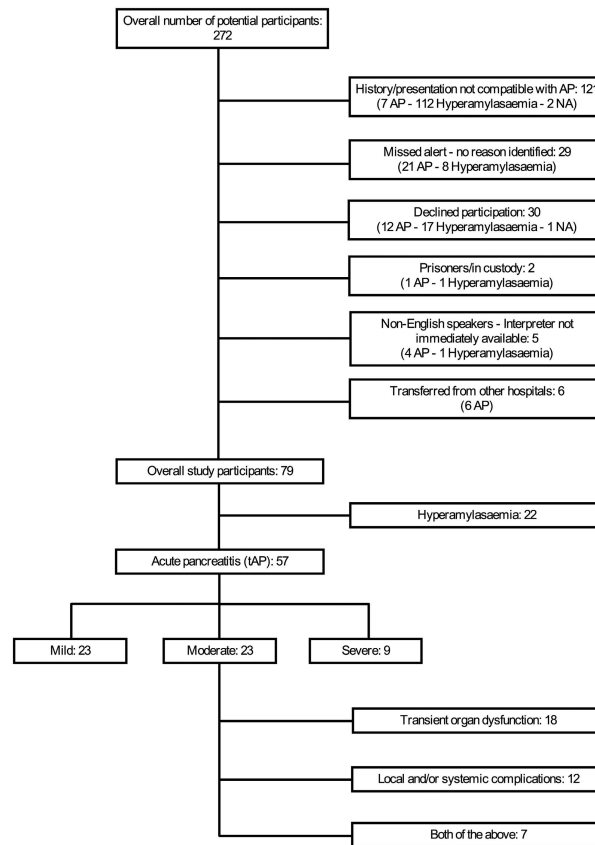 Overall number of potential participants:
272
History/presentation not compatible with AP: 121
(7 AP - 112 Hyperamylasaemia - 2 NA)
Missed alert - no reason identified: 29
(21 AP - 8 Hyperamylasaemia)
Declined participation: 30
(12 AP - 17 Hyperamylasaemia - 1 NA)
Prisoners/in custody: 2
(1 AP - 1 Hyperamylasaemia)
Non-English speakers - Interpreter not
immediately available: 5
(4 AP - 1 Hyperamylasaemia)
Transferred from other hospitals: 6
(6 AP)
Overall study participants: 79
Hyperamylasaemia: 22
Acute pancreatitis (tAP): 57
Mild: 23
Moderate: 23
Severe: 9
Transient organ dysfunction: 18
Local and/or systemic complications: 12
Both of the above: 7